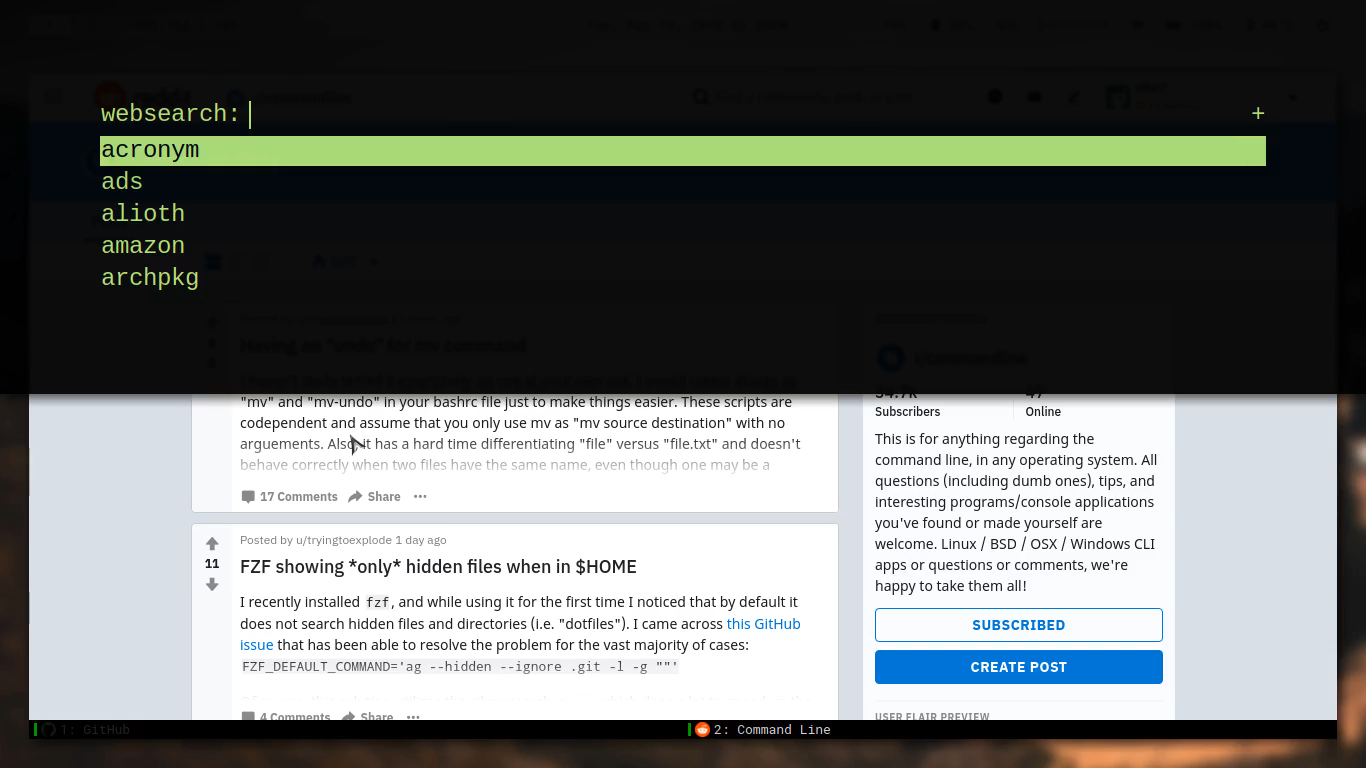 websearch:
+
acronym
ads
alioth
amazon
archpkg
Having an "undo" for mv command
"mv" and "mv-undo" in your bashrc file just to make things easier. These scripts are
codependent and assume that you only use mv as "mv source destination" with no
arguements. Also it has a hard time differentiating "file" versus "file.txt" and doesn't
behave correctly when two files have the same name, even though one may be a
17 Comments Share
Posted by u/tryingtoexplode 1 day ago
11
FZF showing *only* hidden files when in $HOME
I recently installed fzf, and while using it for the first time I noticed that by default it
does not search hidden files and directories (i.e. "dotfiles"). I came across this GitHub
issue that has been able to resolve the problem for the vast majority of cases:
FZF_DEFAULT_COMMAND='ag --hidden --ignore .git -l -g ""'
4 Comments Share
34.7k 47
Subscribers Online
This is for anything regarding the
command line, in any operating system. All
questions (including dumb ones), tips, and
interesting programs/console applications
you've found or made yourself are
welcome. Linux / BSD / OSX / Windows CLI
apps or questions or comments, we're
happy to take them all!
SUBSCRIBED
CREATE POST
USER FLAIR PREVIEW
1: GitHub
2: Command Line